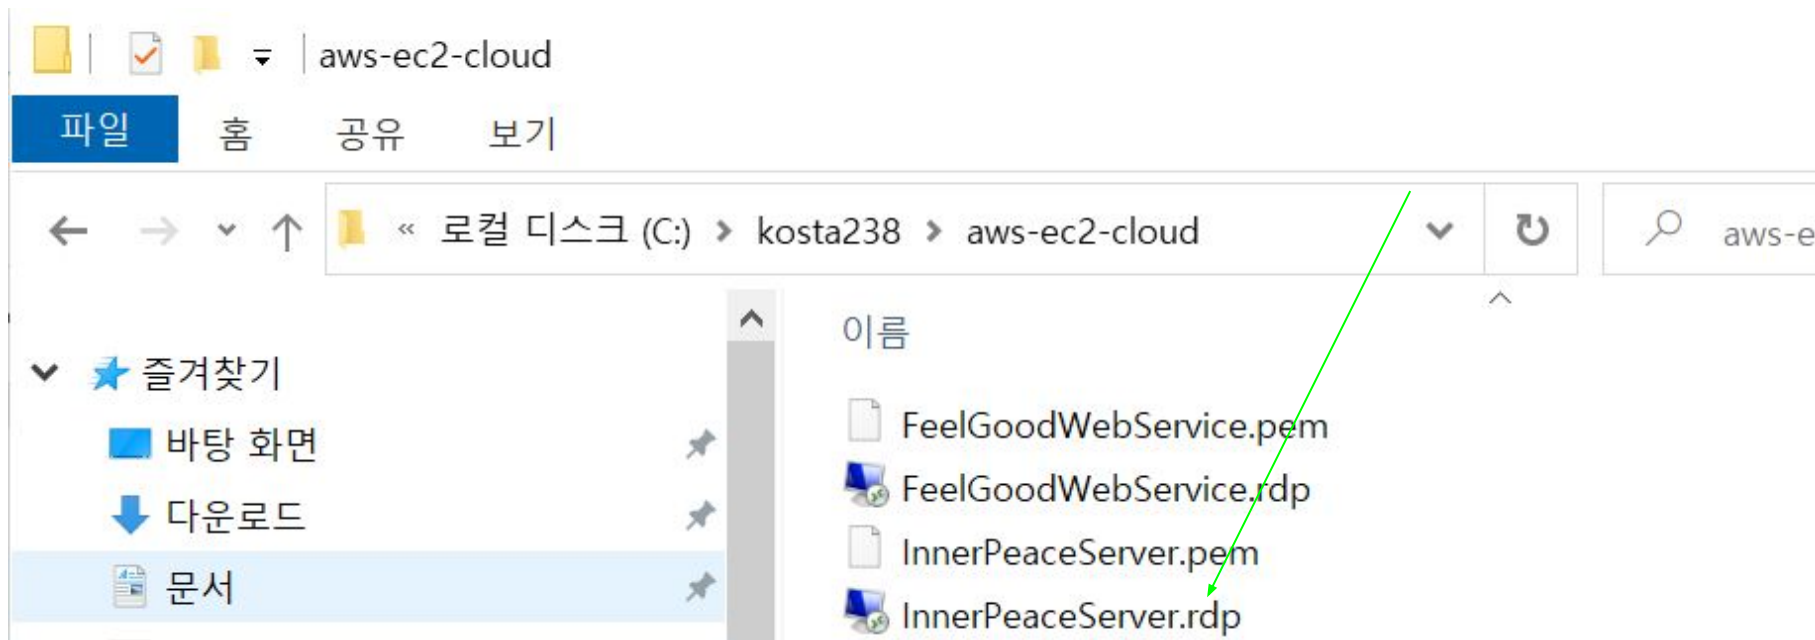 aws-ec2-cloud
파일 홈 공유 보기
« 로컬 디스크 (C:) > kosta238 > aws-ec2-cloud
aws-e
이름
즐겨찾기
바탕 화면
다운로드
문서
FeelGoodWebService.pem
FeelGoodWebService.rdp
InnerPeaceServer.pem
InnerPeaceServer.rdp